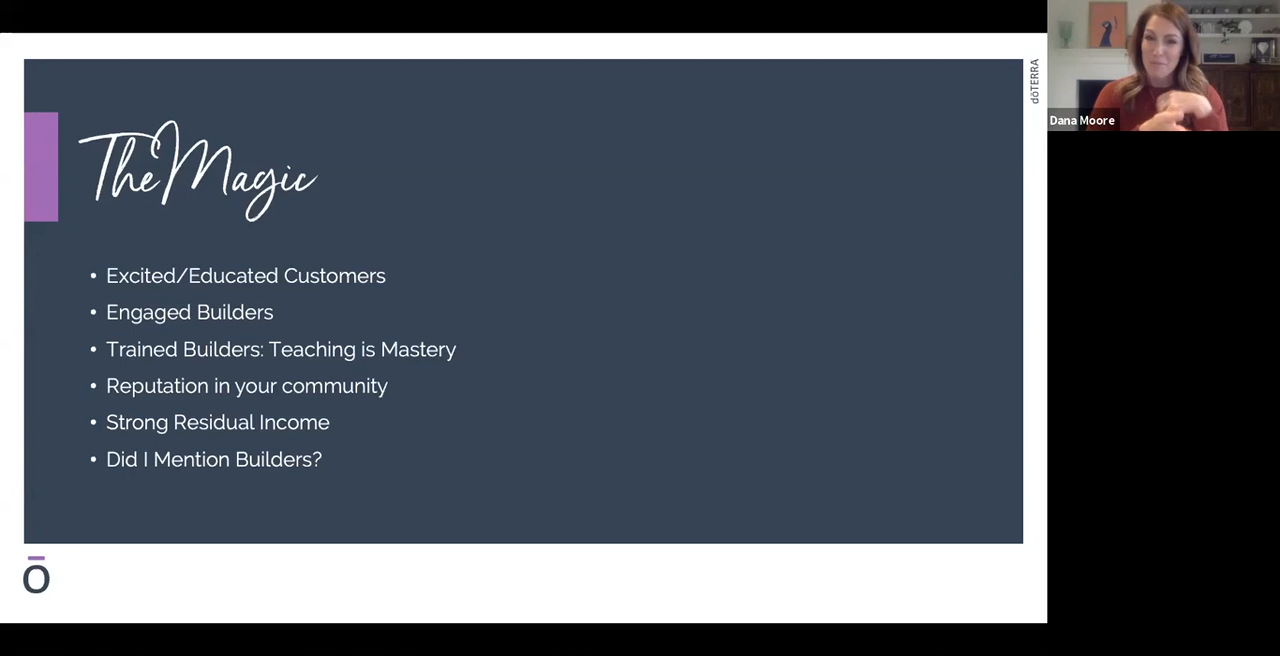 The Magic
• Excited/Educated Customers
• Engaged Builders
• Trained Builders: Teaching is Mastery
• Reputation in your community
• Strong Residual Income
• Did I Mention Builders?
dōTERRA
ō
Dana Moore